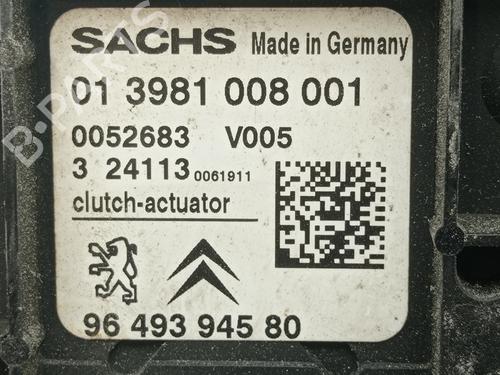 SACHS Made in Germany
01 3981 008 001
0052683 V005
3 24113 0061911
clutch-actuator
96 493 945 80
B-PARTS